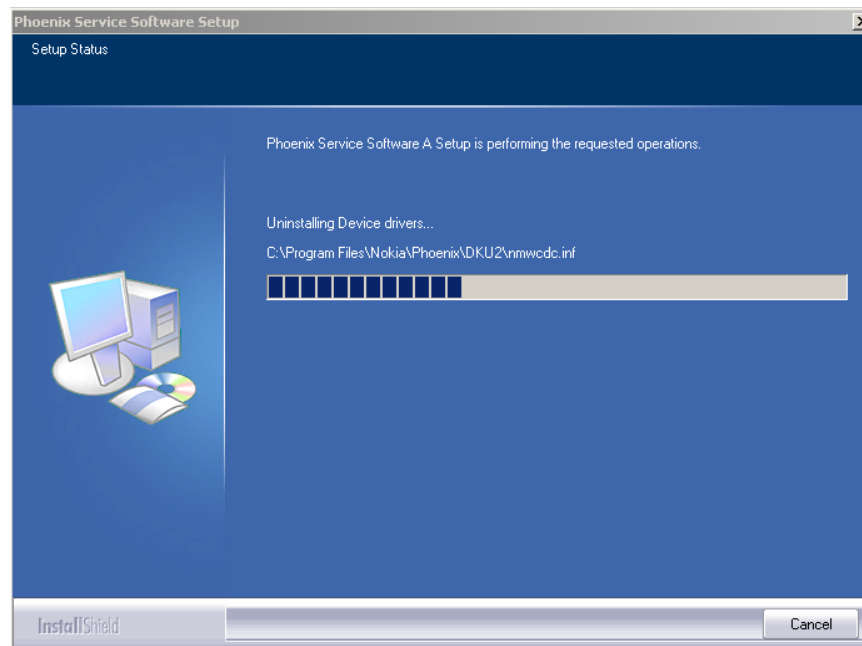 Phoenix Service Software Setup
Setup Status
Phoenix Service Software A Setup is performing the requested operations.
Uninstalling Device drivers...
C:\Program Files\Nokia\Phoenix\DKU2\nmwcdc.inf
InstallShield
Cancel